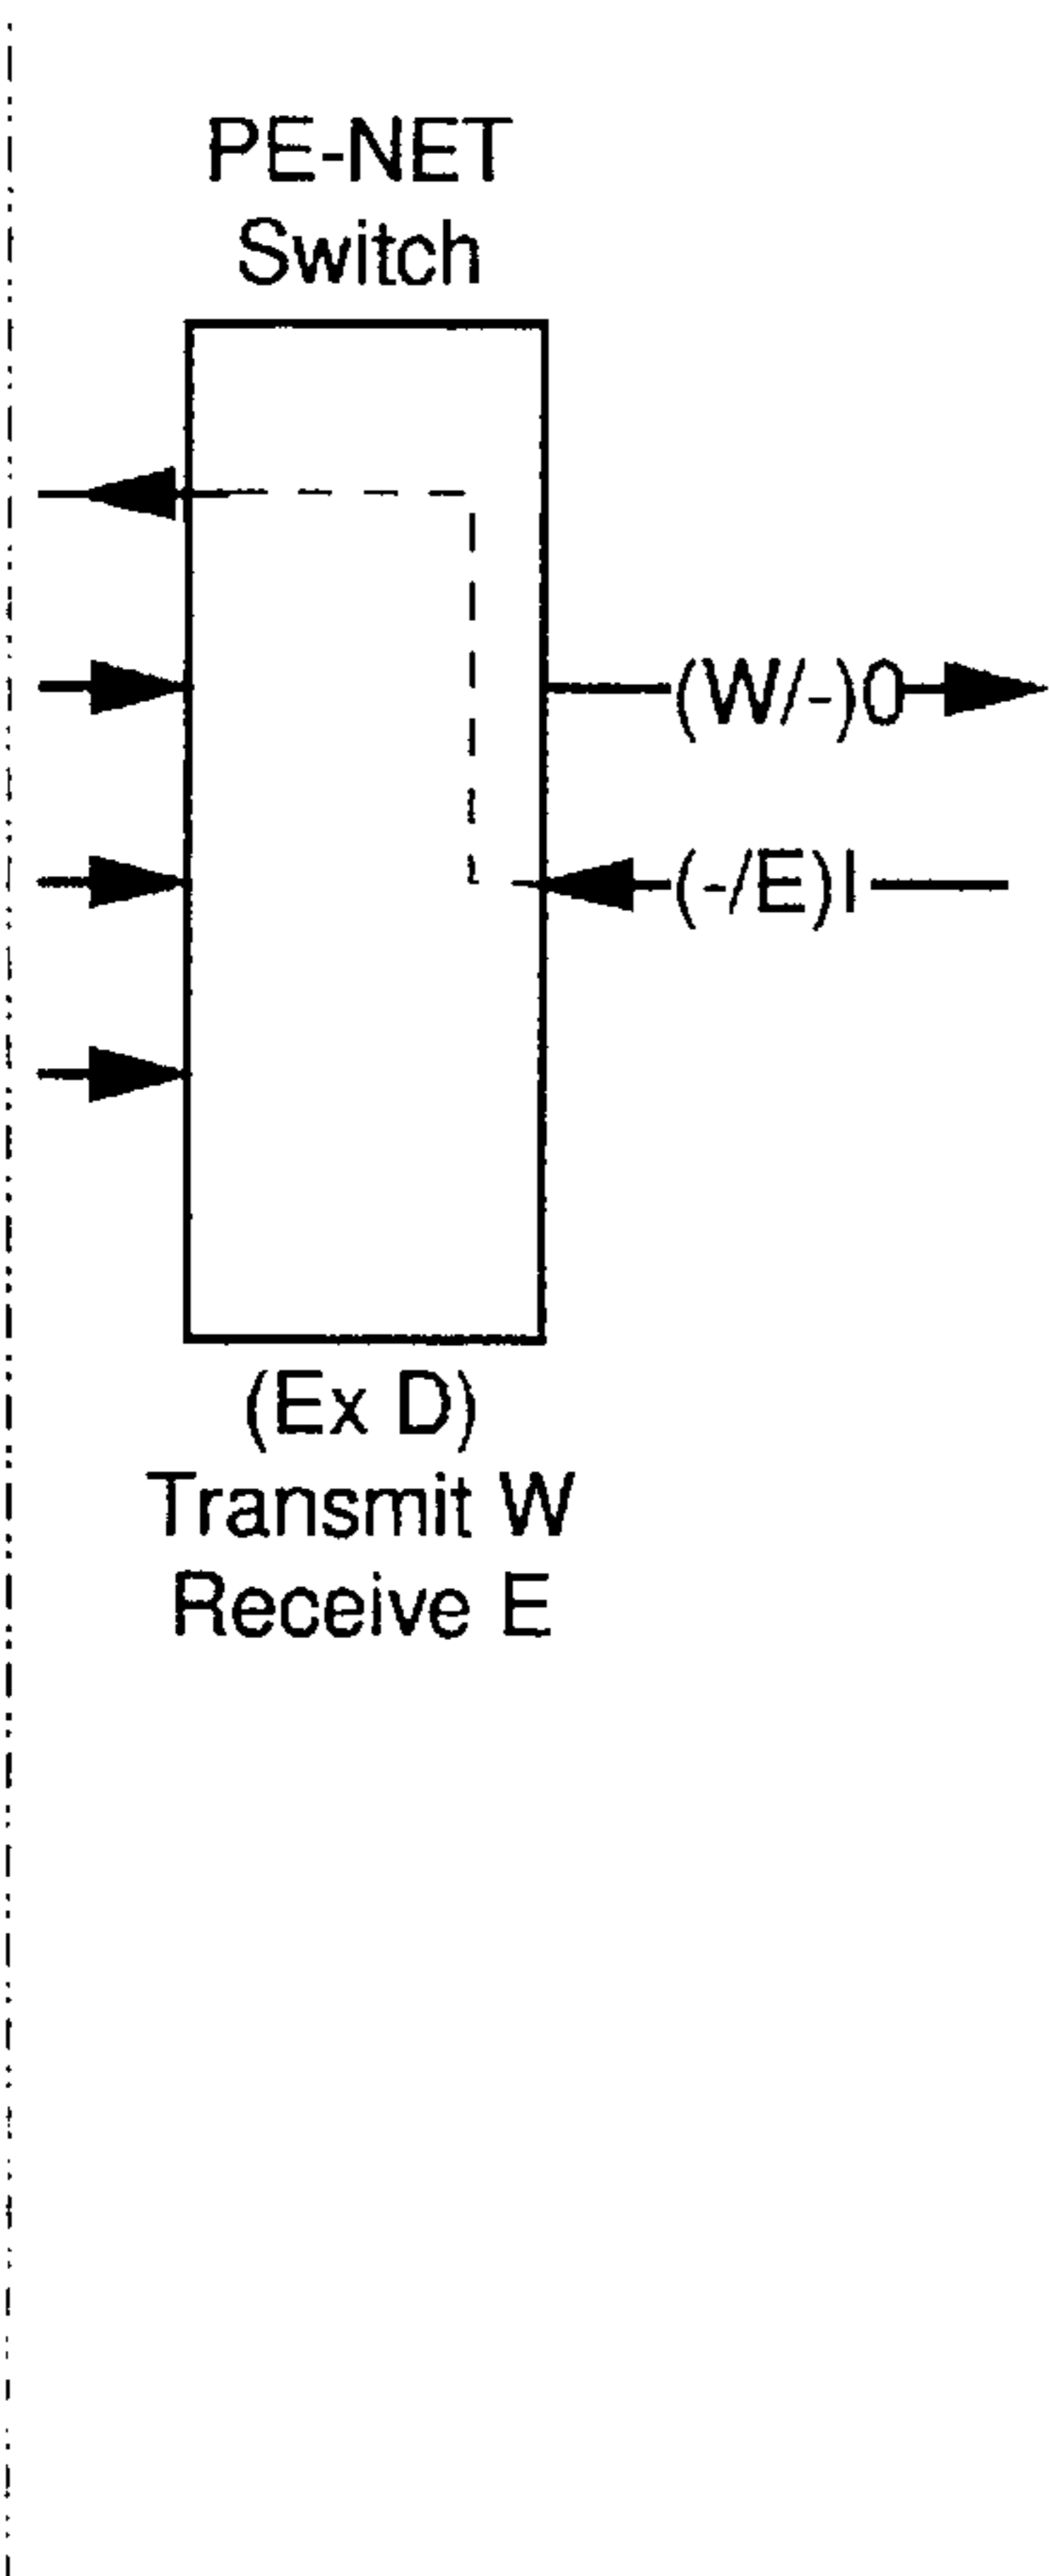 PE-NET
Switch
(W/-)0
(-/E)I
(Ex D)
Transmit W
Receive E